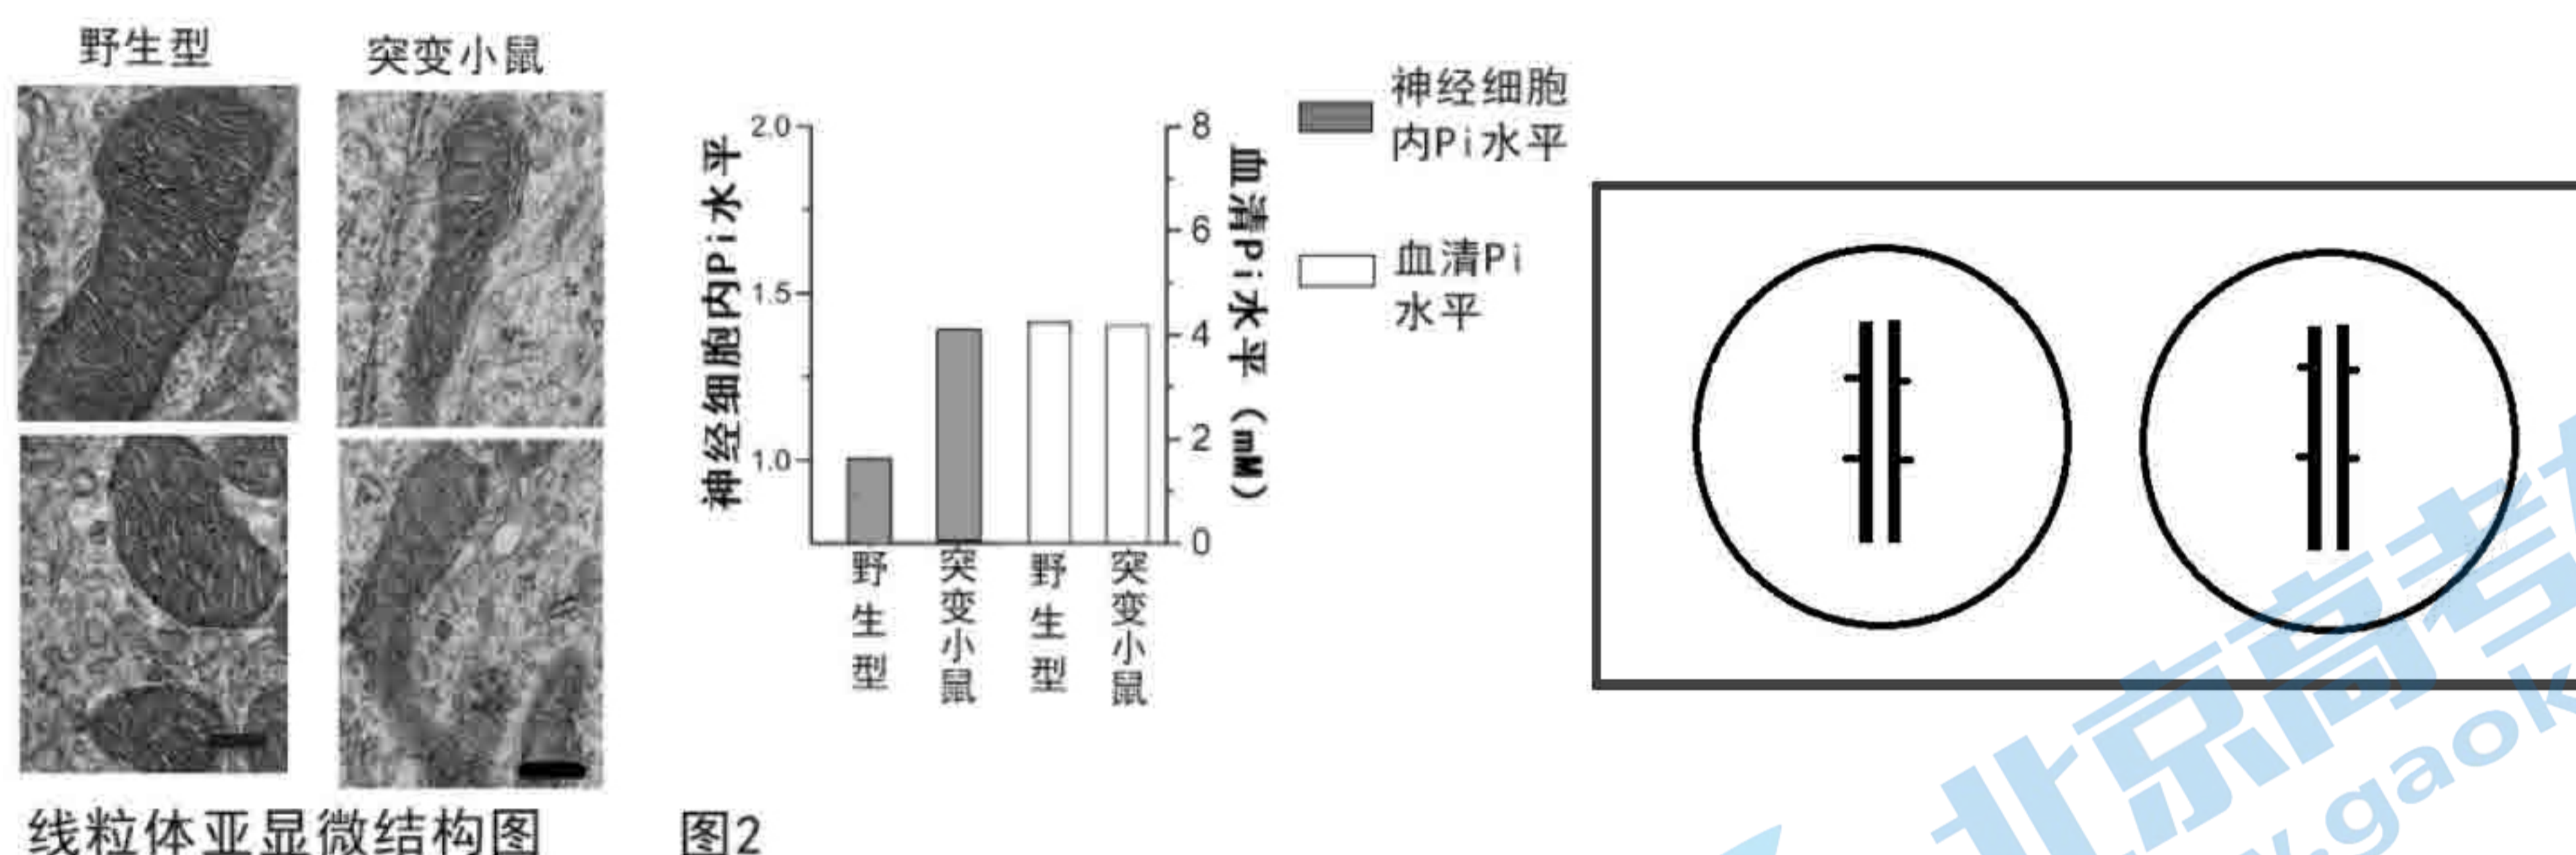 野生型
突变小鼠
线粒体亚显微结构图
图2
神经细胞内Pi水平
2.0
1.5
1.0
8
6
4
2
0
血清Pi水平（mM）
野生型
突变小鼠
野生型
突变小鼠
神经细胞
内Pi水平
血清Pi
水平
北京高考
.gaok